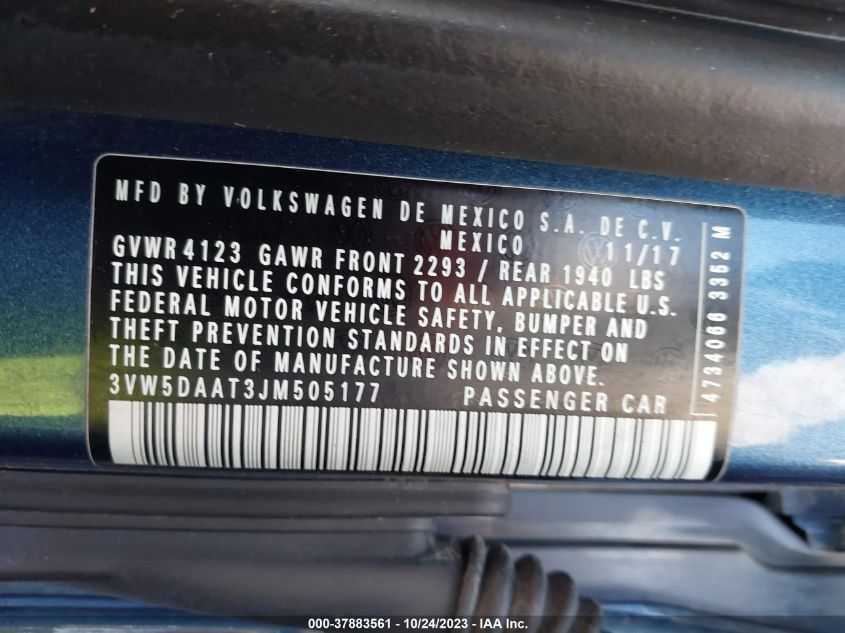 MFD BY VOLKSWAGEN DE MEXICO S.A. DE C.V.
MEXICO 11/17
GVWR 4123 GAWR FRONT 2293 / REAR 1940 LBS
THIS VEHICLE CONFORMS TO ALL APPLICABLE U.S.
FEDERAL MOTOR VEHICLE SAFETY, BUMPER AND
THEFT PREVENTION STANDARDS IN EFFECT ON
THE DATE OF MANUFACTURE SHOWN ABOVE.
3VW5DAAT3JM505177 PASSENGER CAR
4734066 3352 M
000-37883561 - 10/24/2023 - IAA Inc.